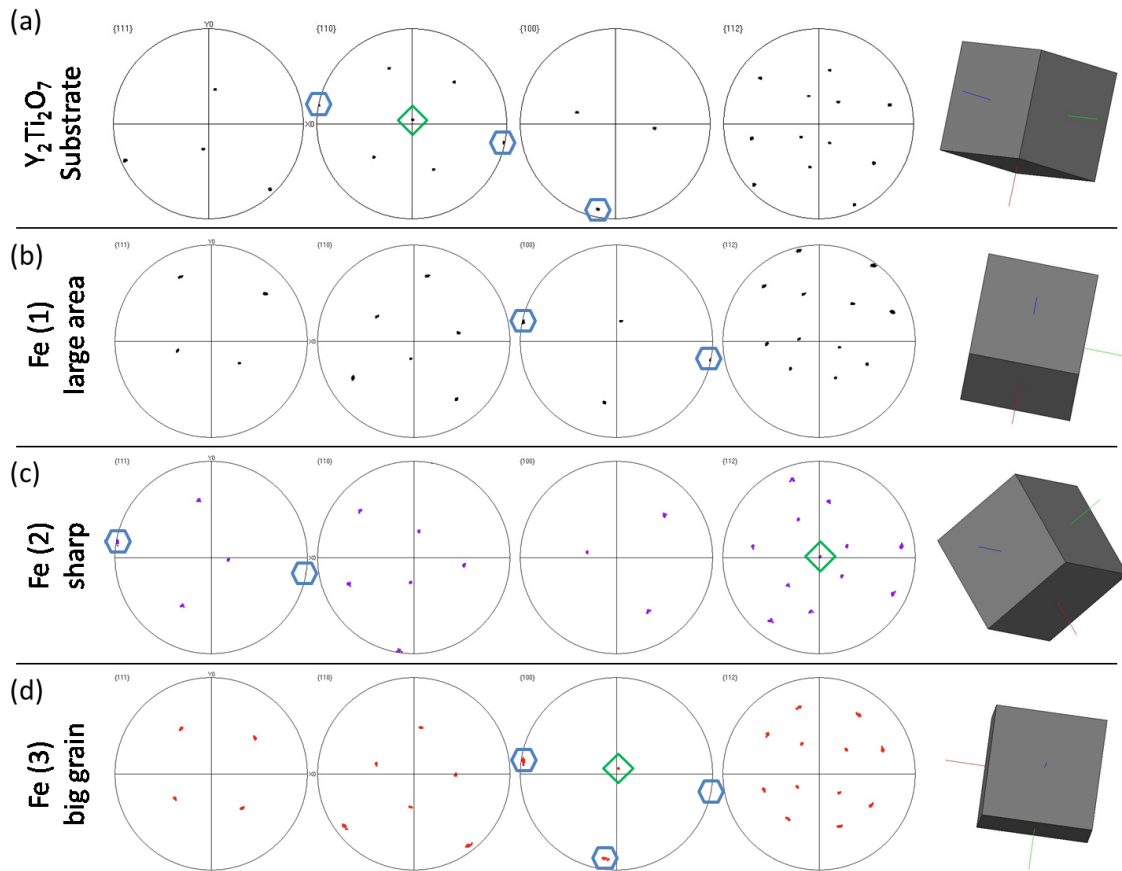 (a)
Y₂Ti₂O₇
Substrate
{111} Y0 {110} {100} {112}
X0
(b)
Fe (1)
large area
{111} Y0 {110} {100} {112}
X0
(c)
Fe (2)
sharp
{111} Y0 {110} {100} {112}
X0
(d)
Fe (3)
big grain
{111} Y0 {110} {100} {112}
X0